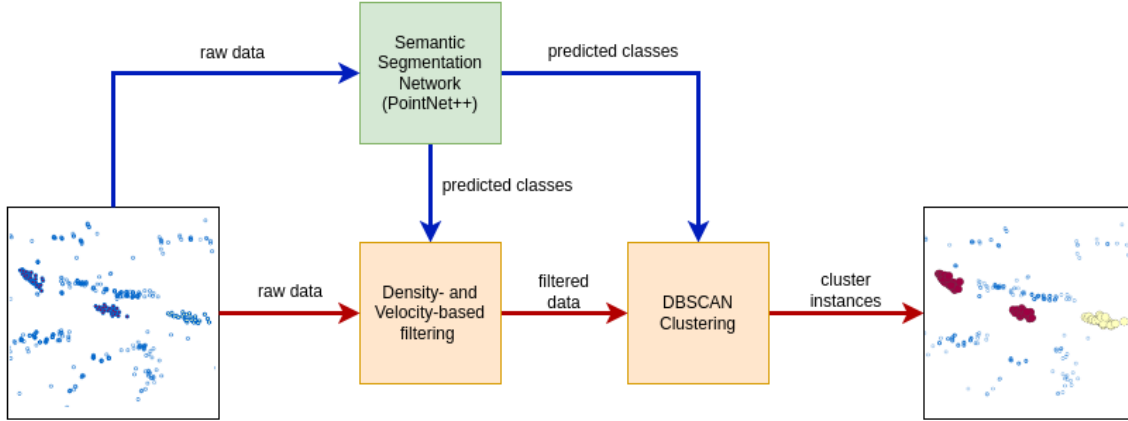 raw data
Semantic
Segmentation
Network
(PointNet++)
predicted classes
predicted classes
raw data
Density- and
Velocity-based
filtering
filtered
data
DBSCAN
Clustering
cluster
instances